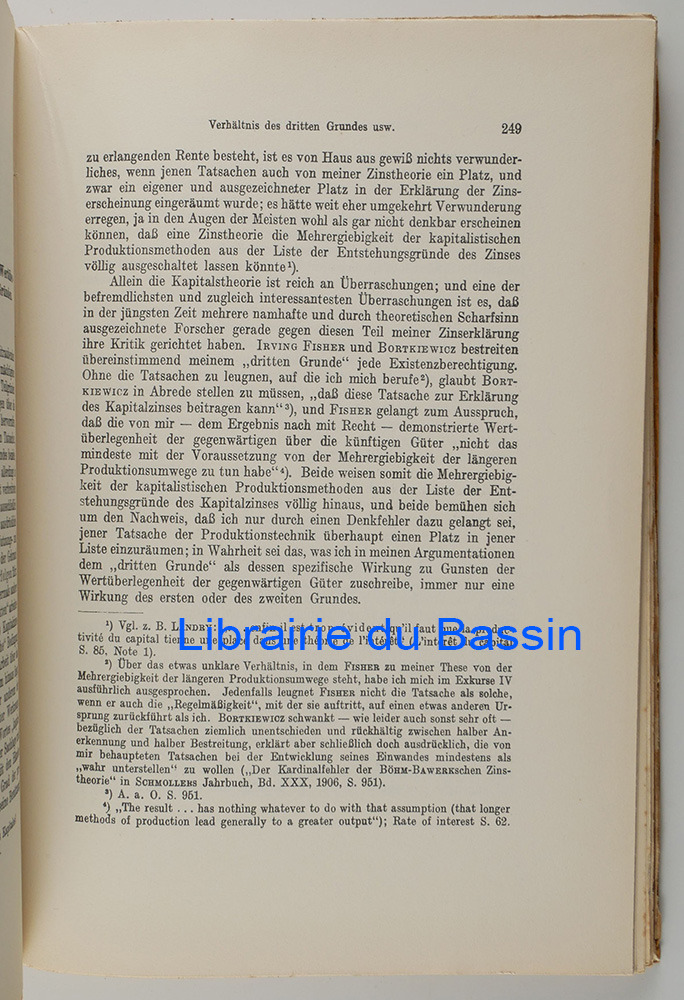 Verhältnis des dritten Grundes usw. 249
zu erlangenden Rente besteht, ist es von Haus aus gewiß nichts verwunder-
liches, wenn jenen Tatsachen auch von meiner Zinstheorie ein Platz, und
zwar ein eigener und ausgezeichneter Platz in der Erklärung der Zins-
erscheinung eingeräumt wurde; es hätte weit eher umgekehrt Verwunderung
erregen, ja in den Augen der Meisten wohl als gar nicht denkbar erscheinen
können, daß eine Zinstheorie die Mehrergiebigkeit der kapitalistischen
Produktionsmethoden aus der Liste der Entstehungsgründe des Zinses
völlig ausgeschaltet lassen könnte¹).
Allein die Kapitalstheorie ist reich an Überraschungen; und eine der
befremdlichsten und zugleich interessantesten Überraschungen ist es, daß
in der jüngsten Zeit mehrere namhafte und durch theoretischen Scharfsinn
ausgezeichnete Forscher gerade gegen diesen Teil meiner Zinserklärung
ihre Kritik gerichtet haben. IRVING FISHER und BORTKIEWICZ bestreiten
übereinstimmend meinem „dritten Grunde“ jede Existenzberechtigung.
Ohne die Tatsachen zu leugnen, auf die ich mich berufe²), glaubt BORT-
KIEWICZ in Abrede stellen zu müssen, „daß diese Tatsache zur Erklärung
des Kapitalzinses beitragen kann“³), und FISHER gelangt zum Ausspruch,
daß die von mir — dem Ergebnis nach mit Recht — demonstrierte Wert-
überlegenheit der gegenwärtigen über die künftigen Güter „nicht das
mindeste mit der Voraussetzung von der Mehrergiebigkeit der längeren
Produktionsumwege zu tun habe“⁴). Beide weisen somit die Mehrergiebig-
keit der kapitalistischen Produktionsmethoden aus der Liste der Ent-
stehungsgründe des Kapitalzinses völlig hinaus, und beide bemühen sich
um den Nachweis, daß ich nur durch einen Denkfehler dazu gelangt sei,
jener Tatsache der Produktionstechnik überhaupt einen Platz in jener
Liste einzuräumen; in Wahrheit sei das, was ich in meinen Argumentationen
dem „dritten Grunde“ als dessen spezifische Wirkung zu Gunsten der
Wertüberlegenheit der gegenwärtigen Güter zuschreibe, immer nur eine
Wirkung des ersten oder des zweiten Grundes.
¹) Vgl. z. B. LANDRY: enfin il est trop évident qu'il faut que la produc-
tivité du capital tienne une place dans une théorie de l'intérêt
S. 85, Note 1).
Librairie du Bassin
²) Über das etwas unklare Verhältnis, in dem FISHER zu meiner These von der
Mehrergiebigkeit der längeren Produktionsumwege steht, habe ich mich im Exkurse IV
ausführlich ausgesprochen. Jedenfalls leugnet FISHER nicht die Tatsache als solche,
wenn er auch die „Regelmäßigkeit“, mit der sie auftritt, auf einen etwas anderen Ur-
sprung zurückführt als ich. BORTKIEWICZ schwankt — wie leider auch sonst sehr oft —
bezüglich der Tatsachen ziemlich unentschieden und rückhältig zwischen halber An-
erkennung und halber Bestreitung, erklärt aber schließlich doch ausdrücklich, die von
mir behaupteten Tatsachen bei der Entwicklung seines Einwandes mindestens als
„wahr unterstellen“ zu wollen („Der Kardinalfehler der BÖHM-BAWERKschen Zins-
theorie“ in SCHMOLLERS Jahrbuch, Bd. XXX, 1906, S. 951).
³) A. a. O. S. 951.
⁴) „The result . . . has nothing whatever to do with that assumption (that longer
methods of production lead generally to a greater output“); Rate of interest S. 62.